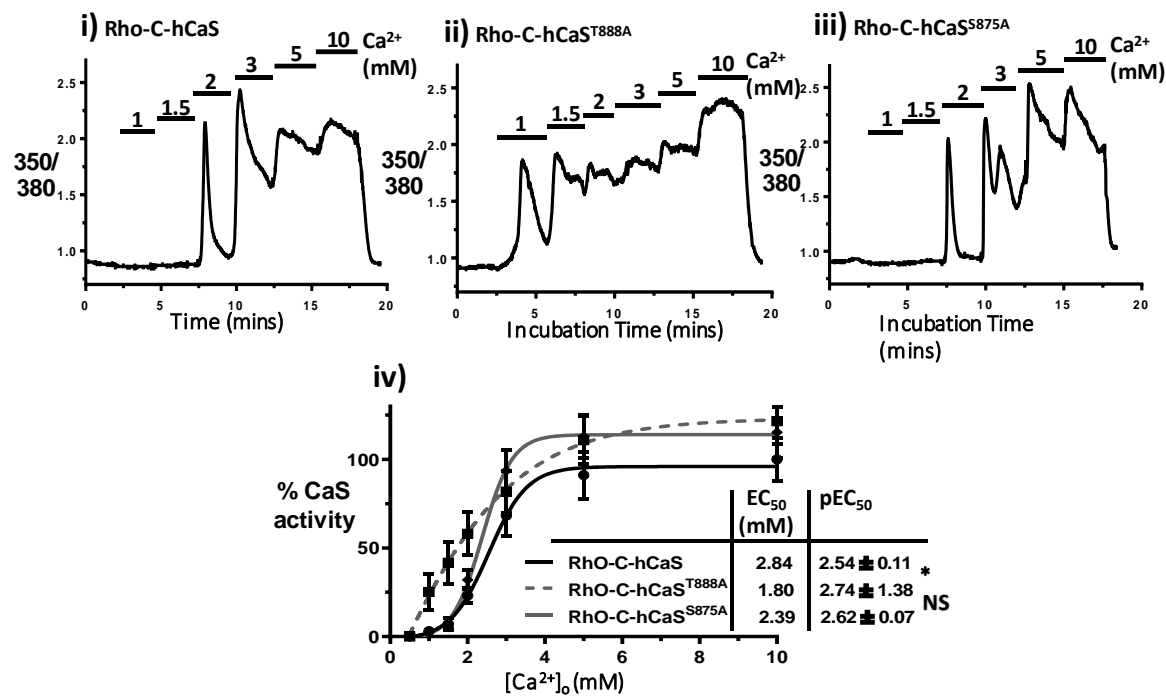 i) Rho-C-hCaS
1
1.5
2
3
5
10
Ca²⁺
(mM)
2.5
2.0
1.5
1.0
350/
380
0 5 10 15 20
Time (mins)
ii) Rho-C-hCaS^T888A
1
1.5
2
3
5
10
Ca²⁺
(mM)
2.5
2.0
1.5
1.0
350/
380
0 5 10 15 20
Incubation Time (mins)
iii) Rho-C-hCaS^S875A
1
1.5
2
3
5
10
Ca²⁺
(mM)
2.5
2.0
1.5
1.0
350/
380
0 5 10 15 20
Incubation Time
(mins)
iv)
% CaS
activity
100
50
0
0 2 4 6 8 10
[Ca²⁺]ₒ (mM)
EC₅₀
(mM)
pEC₅₀
RhO-C-hCaS 2.84 2.54 ± 0.11
*
RhO-C-hCaS^T888A 1.80 2.74 ± 1.38
NS
RhO-C-hCaS^S875A 2.39 2.62 ± 0.07